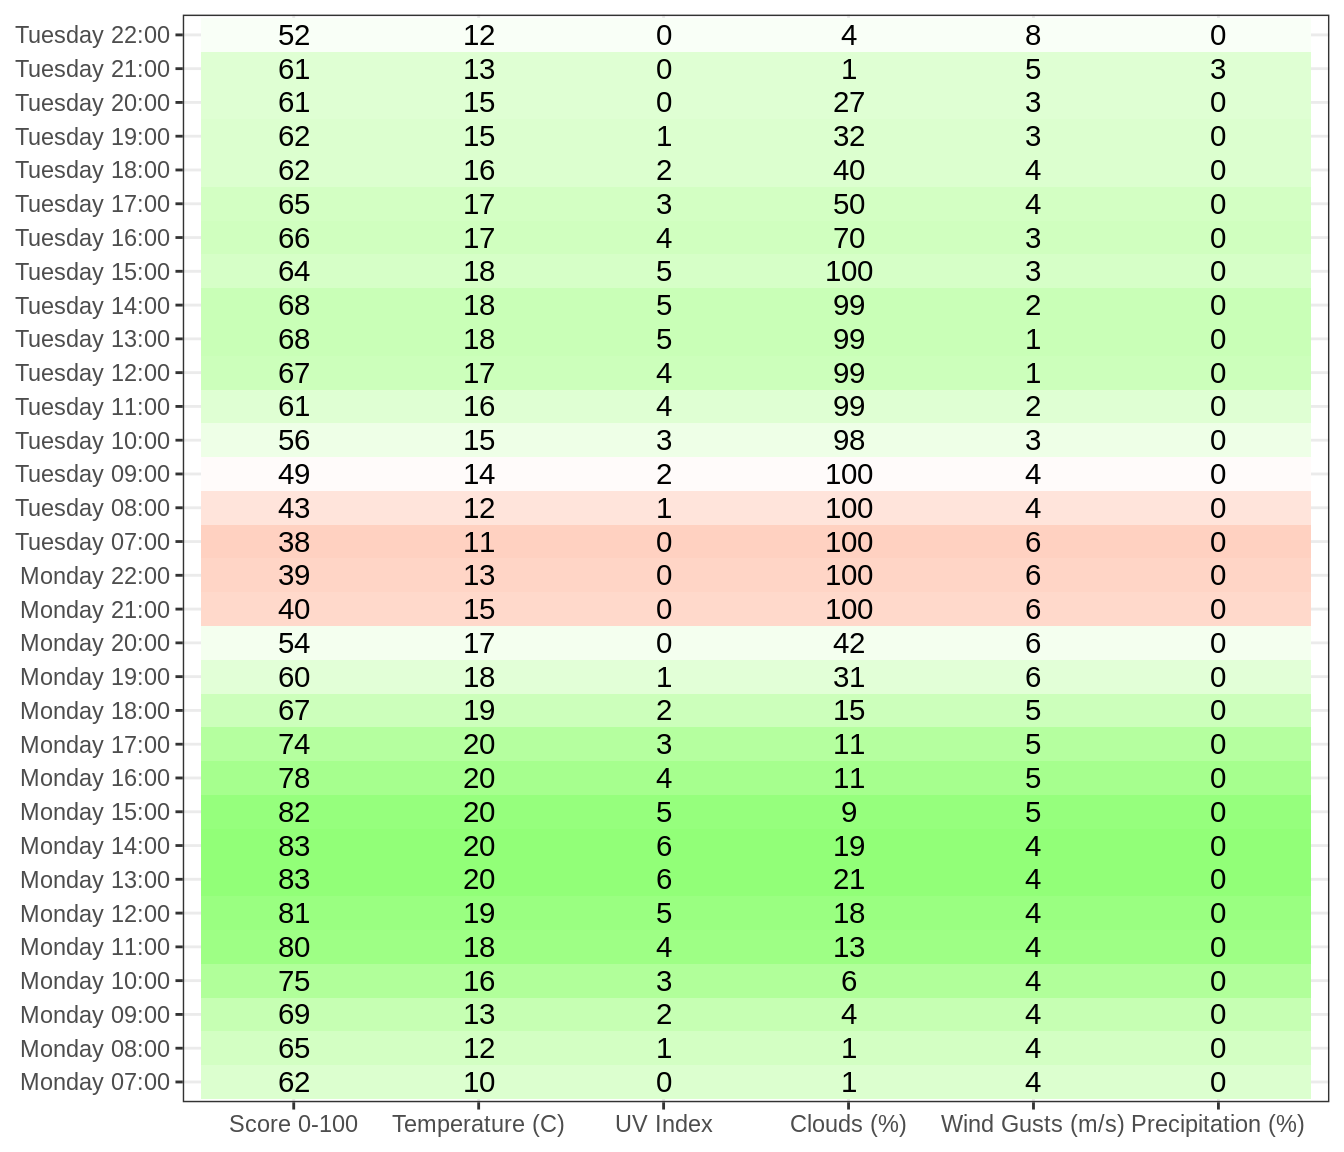 Tuesday 22:00 52 12 0 4 8 0
Tuesday 21:00 61 13 0 1 5 3
Tuesday 20:00 61 15 0 27 3 0
Tuesday 19:00 62 15 1 32 3 0
Tuesday 18:00 62 16 2 40 4 0
Tuesday 17:00 65 17 3 50 4 0
Tuesday 16:00 66 17 4 70 3 0
Tuesday 15:00 64 18 5 100 3 0
Tuesday 14:00 68 18 5 99 2 0
Tuesday 13:00 68 18 5 99 1 0
Tuesday 12:00 67 17 4 99 1 0
Tuesday 11:00 61 16 4 99 2 0
Tuesday 10:00 56 15 3 98 3 0
Tuesday 09:00 49 14 2 100 4 0
Tuesday 08:00 43 12 1 100 4 0
Tuesday 07:00 38 11 0 100 6 0
Monday 22:00 39 13 0 100 6 0
Monday 21:00 40 15 0 100 6 0
Monday 20:00 54 17 0 42 6 0
Monday 19:00 60 18 1 31 6 0
Monday 18:00 67 19 2 15 5 0
Monday 17:00 74 20 3 11 5 0
Monday 16:00 78 20 4 11 5 0
Monday 15:00 82 20 5 9 5 0
Monday 14:00 83 20 6 19 4 0
Monday 13:00 83 20 6 21 4 0
Monday 12:00 81 19 5 18 4 0
Monday 11:00 80 18 4 13 4 0
Monday 10:00 75 16 3 6 4 0
Monday 09:00 69 13 2 4 4 0
Monday 08:00 65 12 1 1 4 0
Monday 07:00 62 10 0 1 4 0
Score 0-100 Temperature (C) UV Index Clouds (%) Wind Gusts (m/s) Precipitation (%)